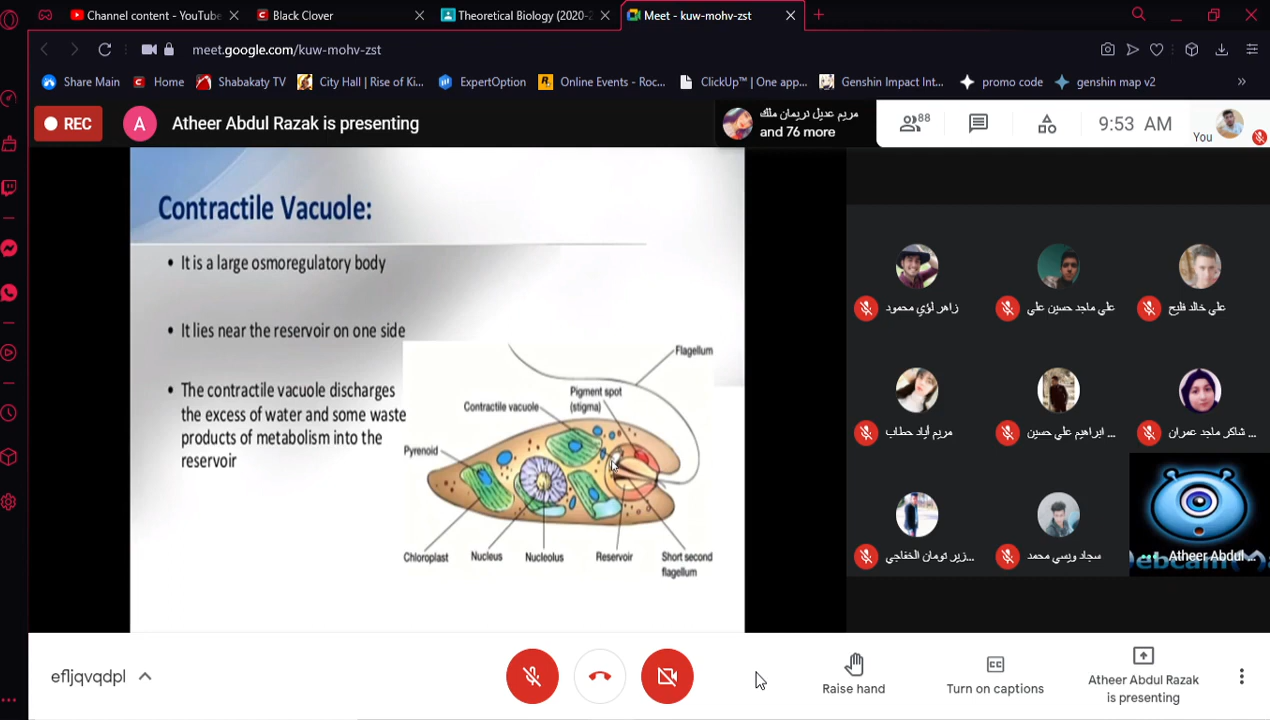 Channel content - YouTube
Black Clover
Theoretical Biology (2020-2
Meet - kuw-mohv-zst
meet.google.com/kuw-mohv-zst
Share Main
Home
Shabakaty TV
City Hall | Rise of Ki...
ExpertOption
Online Events - Roc...
ClickUp™ | One app...
Genshin Impact Int...
promo code
genshin map v2
REC
A
Atheer Abdul Razak is presenting
مريم عديل نريمان ملك
and 76 more
88
9:53 AM
You
Contractile Vacuole:
• It is a large osmoregulatory body
• It lies near the reservoir on one side
• The contractile vacuole discharges
the excess of water and some waste
products of metabolism into the
reservoir
Flagellum
Pigment spot
(stigma)
Contractile vacuole
Pyrenoid
Chloroplast
Nucleus
Nucleolus
Reservoir
Short second
flagellum
زاهر لؤي محمود
علي ماجد حسين علي
علي خالد فليح
مريم أياد حطاب
ابراهيم علي حسين ...
شاكر ماجد عمران ...
زير تومان الخفاجي...
سجاد ويسي محمد
Atheer Abdul ...
efljqvqdpl
Raise hand
Turn on captions
Atheer Abdul Razak
is presenting